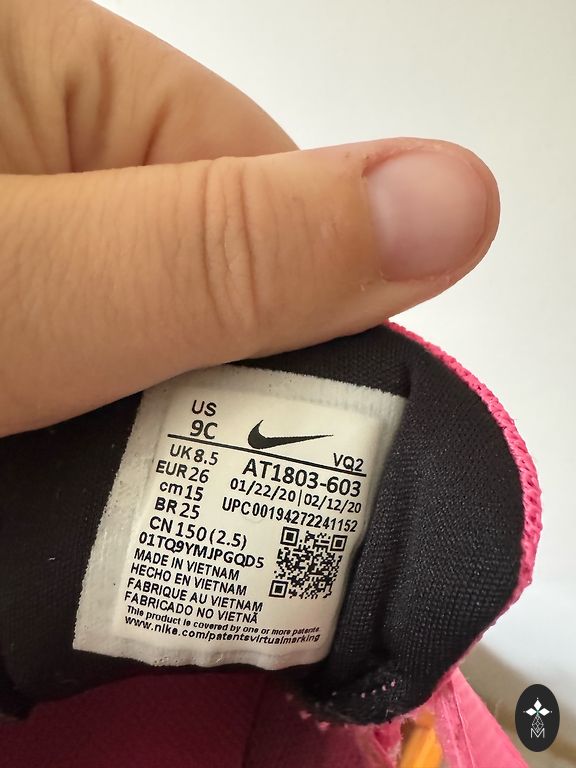 US
9C
UK 8.5
EUR 26
cm 15
BR 25
CN 150 (2.5)
VQ2
AT1803-603
01/22/20 | 02/12/20
UPC00194272241152
01TQ9YMJPGQD5
MADE IN VIETNAM
HECHO EN VIETNAM
FABRIQUE AU VIETNAM
FABRICADO NO VIETNÃ
This product is covered by one or more patents.
www.nike.com/patentsvirtualmarking
M